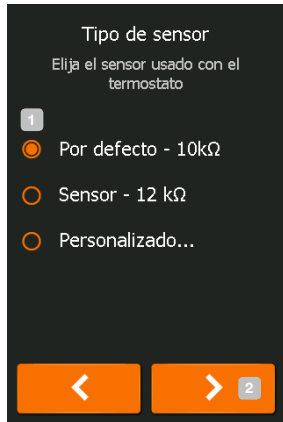 Tipo de sensor
Elija el sensor usado con el
termostato
1
Por defecto - 10kΩ
Sensor - 12 kΩ
Personalizado...
2